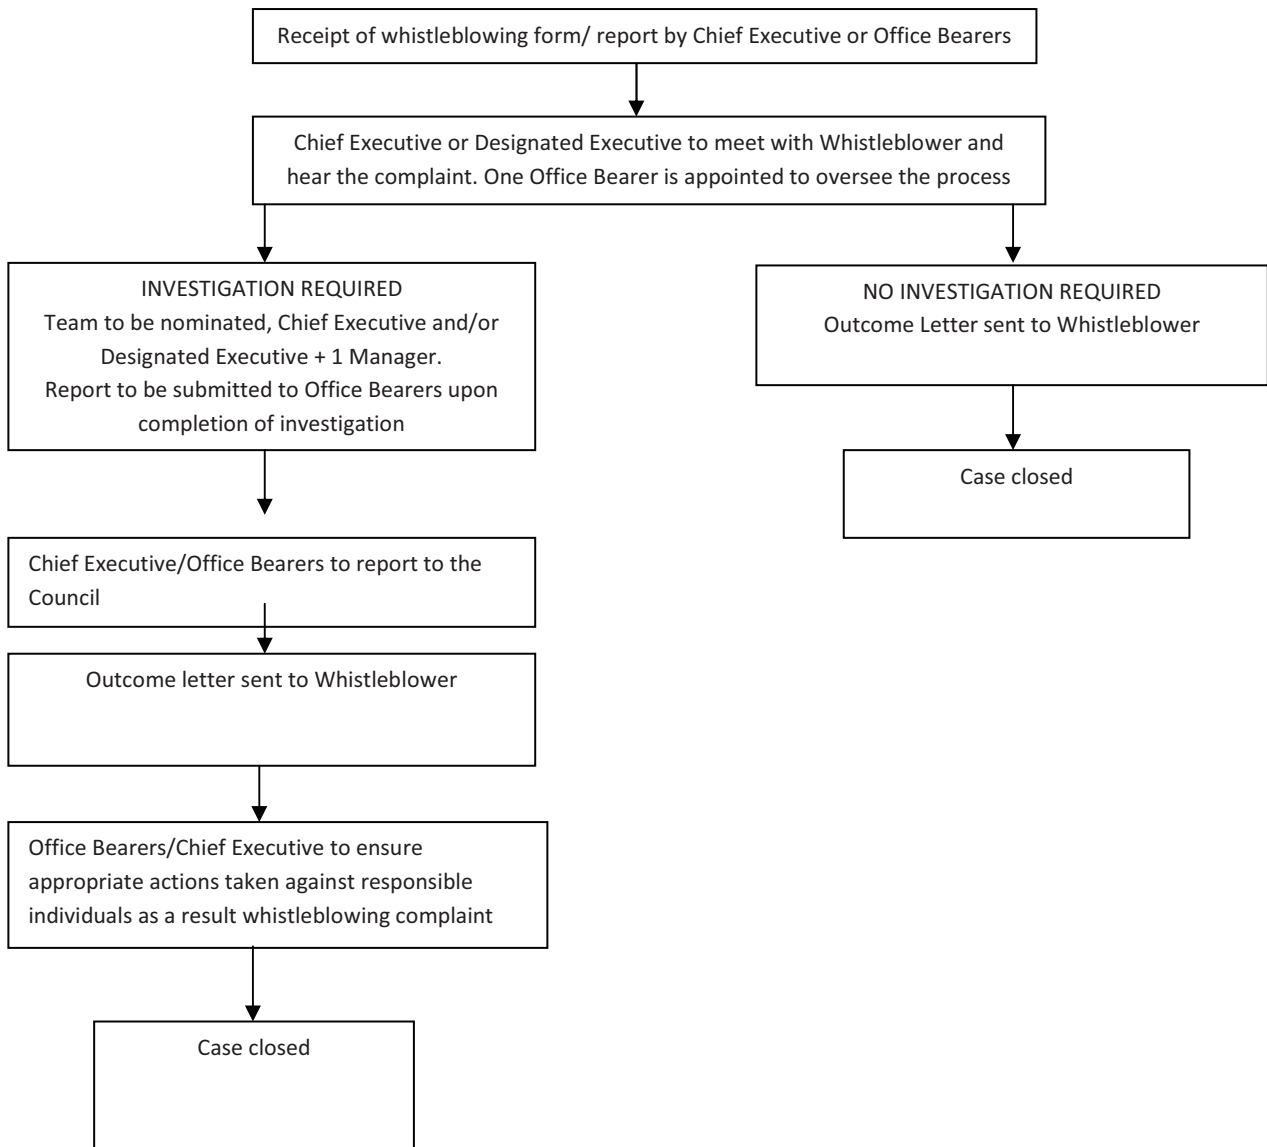 Receipt of whistleblowing form/ report by Chief Executive or Office Bearers
Chief Executive or Designated Executive to meet with Whistleblower and
hear the complaint. One Office Bearer is appointed to oversee the process
INVESTIGATION REQUIRED
Team to be nominated, Chief Executive and/or
Designated Executive + 1 Manager.
Report to be submitted to Office Bearers upon
completion of investigation
NO INVESTIGATION REQUIRED
Outcome Letter sent to Whistleblower
Case closed
Chief Executive/Office Bearers to report to the
Council
Outcome letter sent to Whistleblower
Office Bearers/Chief Executive to ensure
appropriate actions taken against responsible
individuals as a result whistleblowing complaint
Case closed